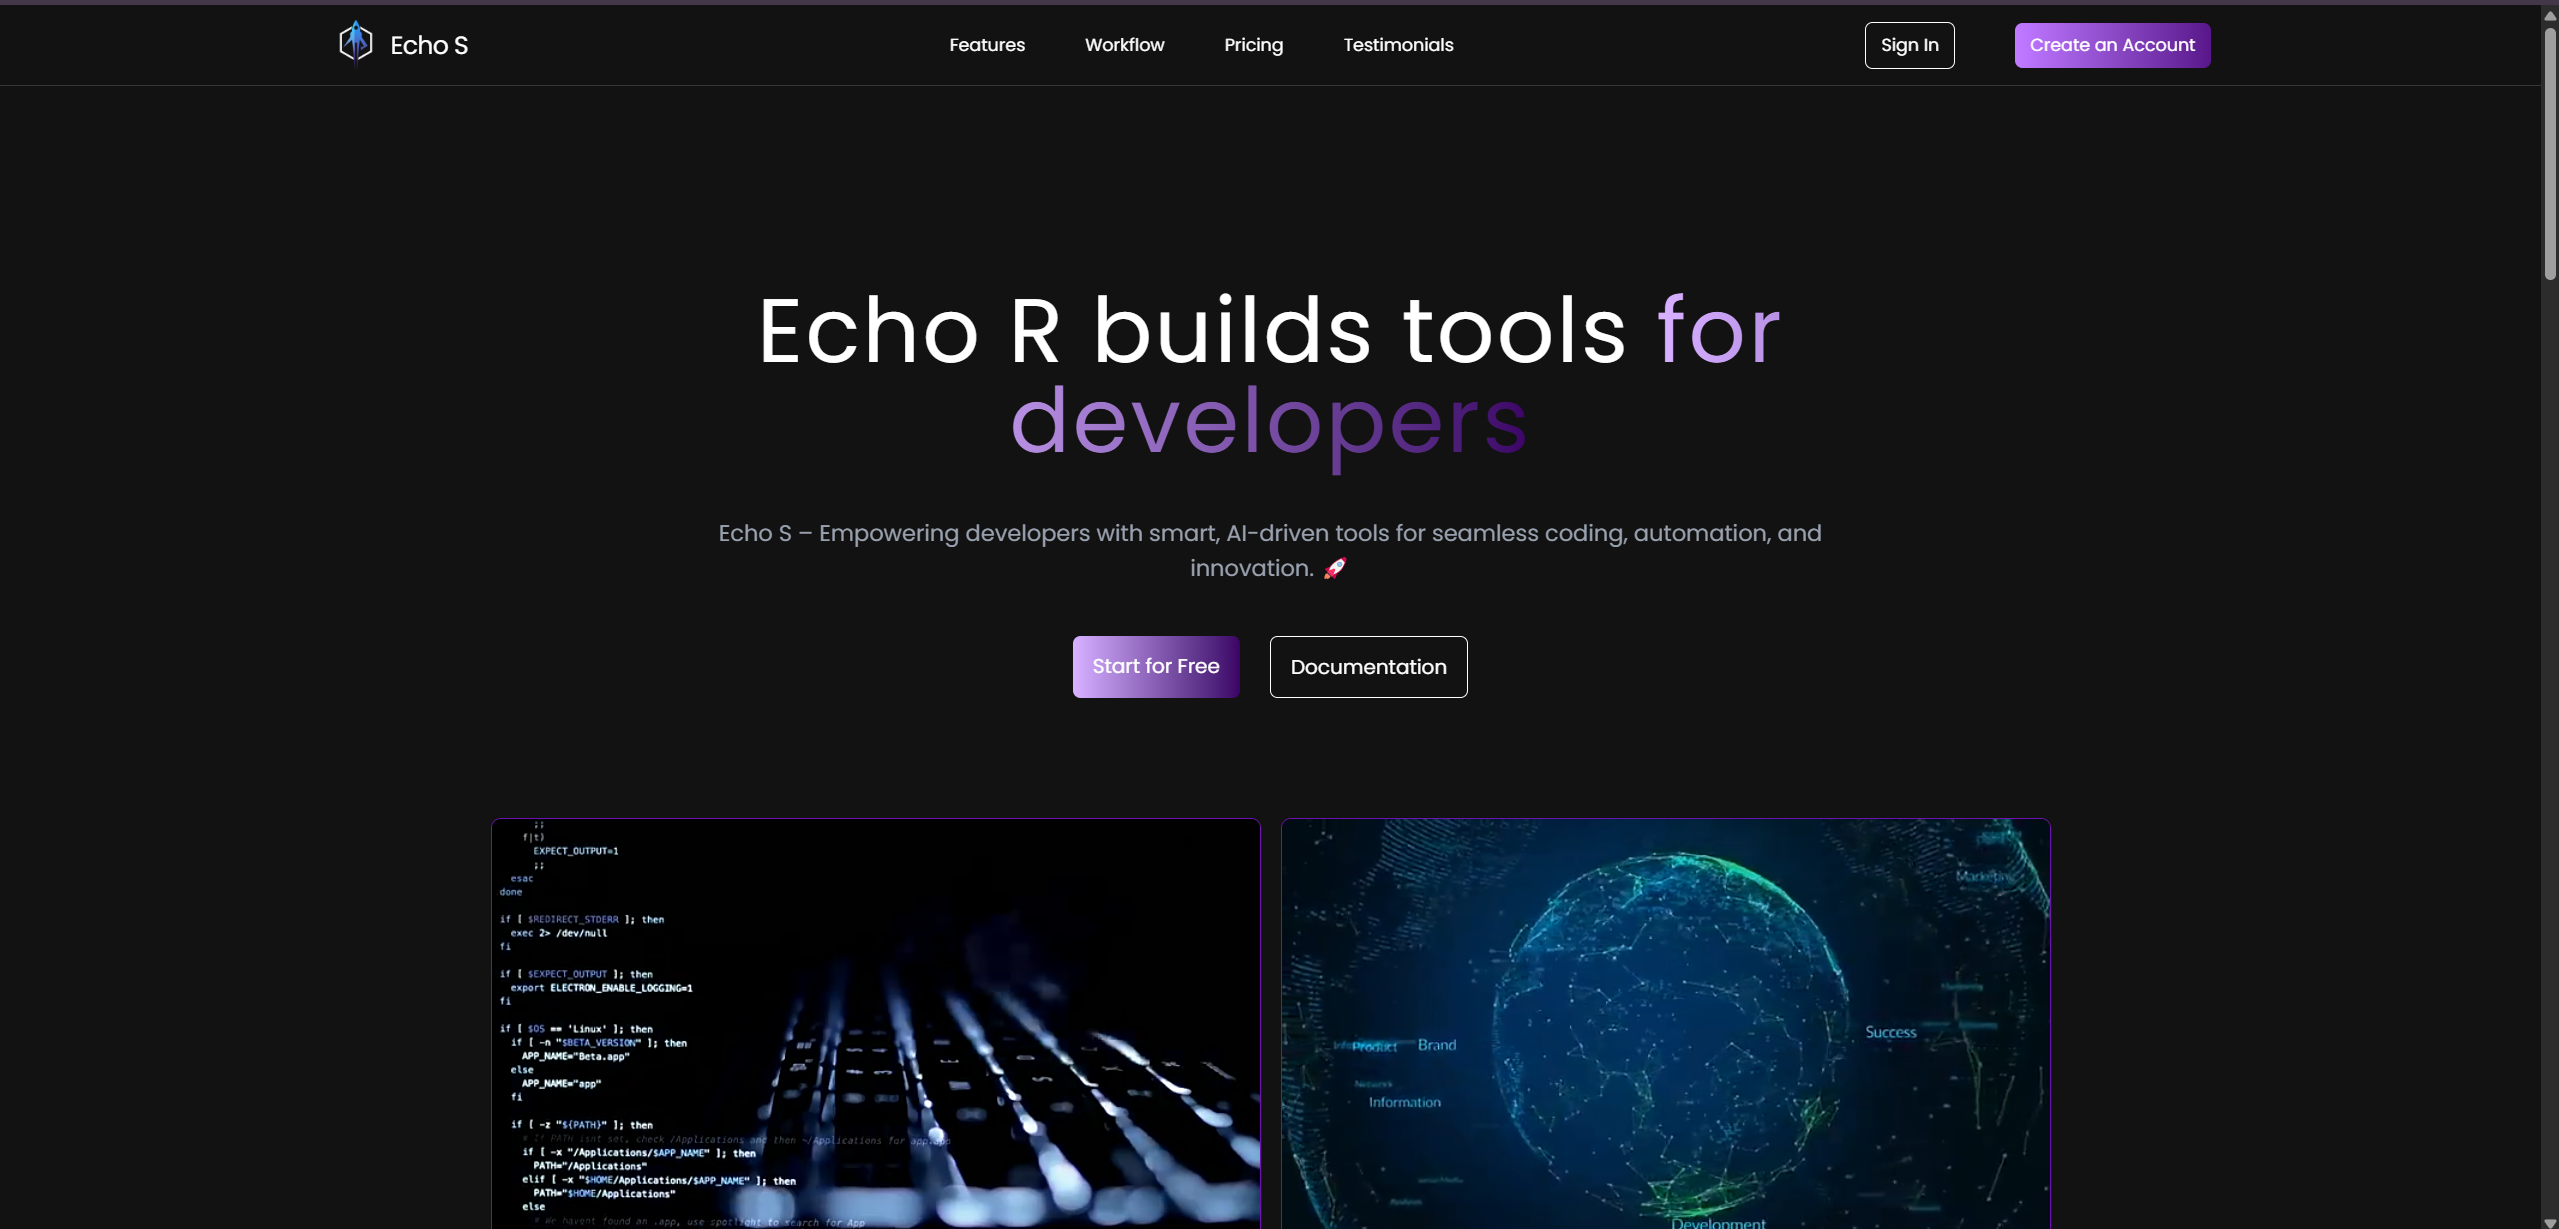 Echo S
Features
Workflow
Pricing
Testimonials
Sign In
Create an Account
Echo R builds tools for
developers
Echo S – Empowering developers with smart, AI-driven tools for seamless coding, automation, and
innovation. 🚀
Start for Free
Documentation
;;
f|t)
EXPECT_OUTPUT=1
;;
esac
done
if [ $REDIRECT_STDERR ]; then
exec 2> /dev/null
fi
if [ $EXPECT_OUTPUT ]; then
export ELECTRON_ENABLE_LOGGING=1
fi
if [ $OS == 'Linux' ]; then
if [ -n "$BETA_VERSION" ]; then
APP_NAME="Beta.app"
else
APP_NAME="app"
fi
if [ -z "${PATH}" ]; then
# If PATH isnt set, check /Applications and then ~/Applications for app.app
if [ -x "/Applications/$APP_NAME" ]; then
PATH="/Applications"
elif [ -x "$HOME/Applications/$APP_NAME" ]; then
PATH="$HOME/Applications"
else
# We havent found an .app, use spotlight to search for App
Marketing
Success
Product
Brand
Network
Information
Development